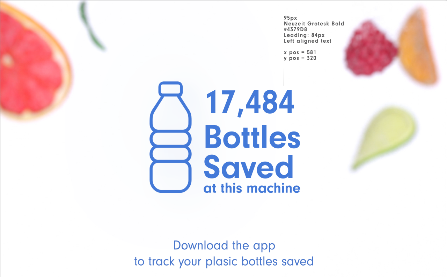 95px
Neuzeit Grotesk Bold
#4379D8
Leading: 84px
Left aligned text
x pos = 581
y pos = 323
17,484
Bottles
Saved
at this machine
Download the app
to track your plasic bottles saved